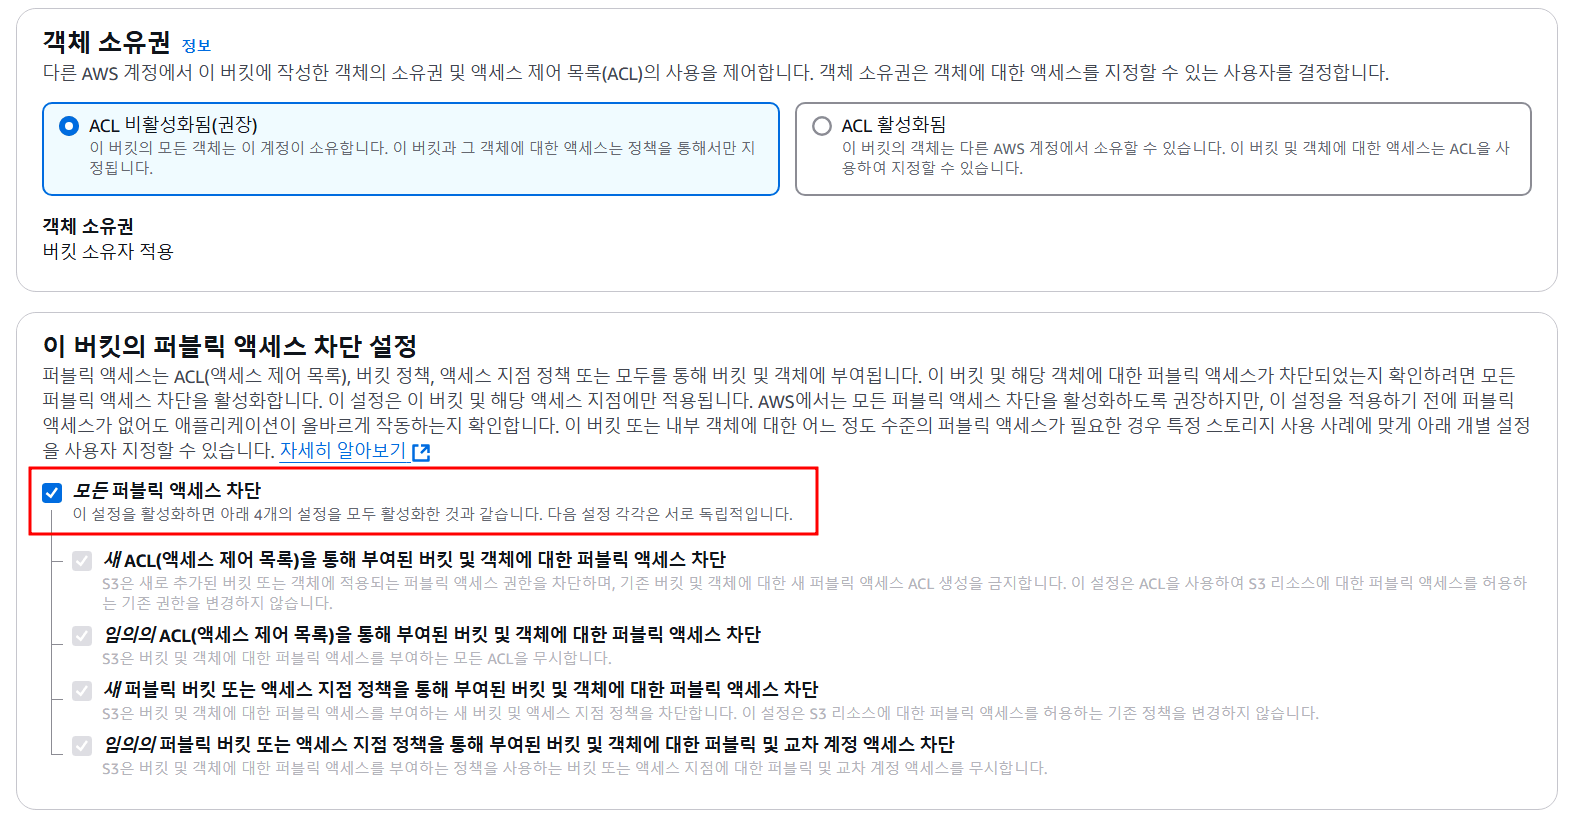 객체 소유권 정보
다른 AWS 계정에서 이 버킷에 작성한 객체의 소유권 및 액세스 제어 목록(ACL)의 사용을 제어합니다. 객체 소유권은 객체에 대한 액세스를 지정할 수 있는 사용자를 결정합니다.
ACL 비활성화됨(권장)
이 버킷의 모든 객체는 이 계정이 소유합니다. 이 버킷과 그 객체에 대한 액세스는 정책을 통해서만 지
정됩니다.
ACL 활성화됨
이 버킷의 객체는 다른 AWS 계정에서 소유할 수 있습니다. 이 버킷 및 객체에 대한 액세스는 ACL을 사
용하여 지정할 수 있습니다.
객체 소유권
버킷 소유자 적용
이 버킷의 퍼블릭 액세스 차단 설정
퍼블릭 액세스는 ACL(액세스 제어 목록), 버킷 정책, 액세스 지점 정책 또는 모두를 통해 버킷 및 객체에 부여됩니다. 이 버킷 및 해당 객체에 대한 퍼블릭 액세스가 차단되었는지 확인하려면 모든
퍼블릭 액세스 차단을 활성화합니다. 이 설정은 이 버킷 및 해당 액세스 지점에만 적용됩니다. AWS에서는 모든 퍼블릭 액세스 차단을 활성화하도록 권장하지만, 이 설정을 적용하기 전에 퍼블릭
액세스가 없어도 애플리케이션이 올바르게 작동하는지 확인합니다. 이 버킷 또는 내부 객체에 대한 어느 정도 수준의 퍼블릭 액세스가 필요한 경우 특정 스토리지 사용 사례에 맞게 아래 개별 설정
을 사용자 지정할 수 있습니다. 자세히 알아보기
모든 퍼블릭 액세스 차단
이 설정을 활성화하면 아래 4개의 설정을 모두 활성화한 것과 같습니다. 다음 설정 각각은 서로 독립적입니다.
새 ACL(액세스 제어 목록)을 통해 부여된 버킷 및 객체에 대한 퍼블릭 액세스 차단
S3은 새로 추가된 버킷 또는 객체에 적용되는 퍼블릭 액세스 권한을 차단하며, 기존 버킷 및 객체에 대한 새 퍼블릭 액세스 ACL 생성을 금지합니다. 이 설정은 ACL을 사용하여 S3 리소스에 대한 퍼블릭 액세스를 허용하
는 기존 권한을 변경하지 않습니다.
임의의 ACL(액세스 제어 목록)을 통해 부여된 버킷 및 객체에 대한 퍼블릭 액세스 차단
S3은 버킷 및 객체에 대한 퍼블릭 액세스를 부여하는 모든 ACL을 무시합니다.
새 퍼블릭 버킷 또는 액세스 지점 정책을 통해 부여된 버킷 및 객체에 대한 퍼블릭 액세스 차단
S3은 버킷 및 객체에 대한 퍼블릭 액세스를 부여하는 새 버킷 및 액세스 지점 정책을 차단합니다. 이 설정은 S3 리소스에 대한 퍼블릭 액세스를 허용하는 기존 정책을 변경하지 않습니다.
임의의 퍼블릭 버킷 또는 액세스 지점 정책을 통해 부여된 버킷 및 객체에 대한 퍼블릭 및 교차 계정 액세스 차단
S3은 버킷 및 객체에 대한 퍼블릭 액세스를 부여하는 정책을 사용하는 버킷 또는 액세스 지점에 대한 퍼블릭 및 교차 계정 액세스를 무시합니다.